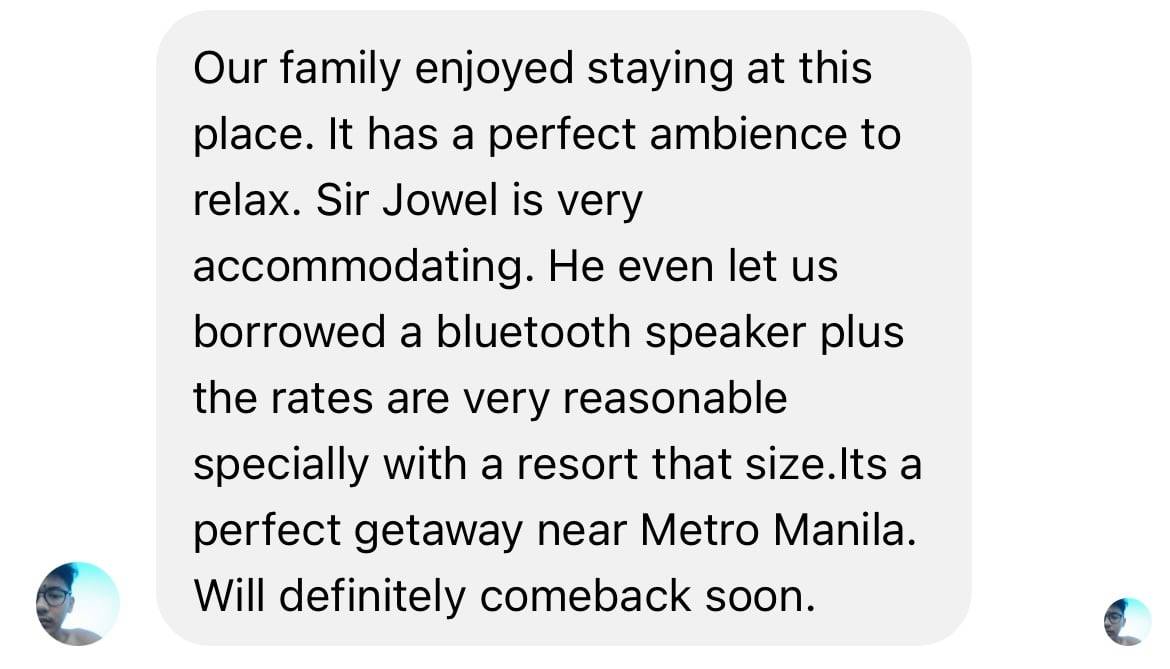 Our family enjoyed staying at this
place. It has a perfect ambience to
relax. Sir Jowel is very
accommodating. He even let us
borrowed a bluetooth speaker plus
the rates are very reasonable
specially with a resort that size.Its a
perfect getaway near Metro Manila.
Will definitely comeback soon.